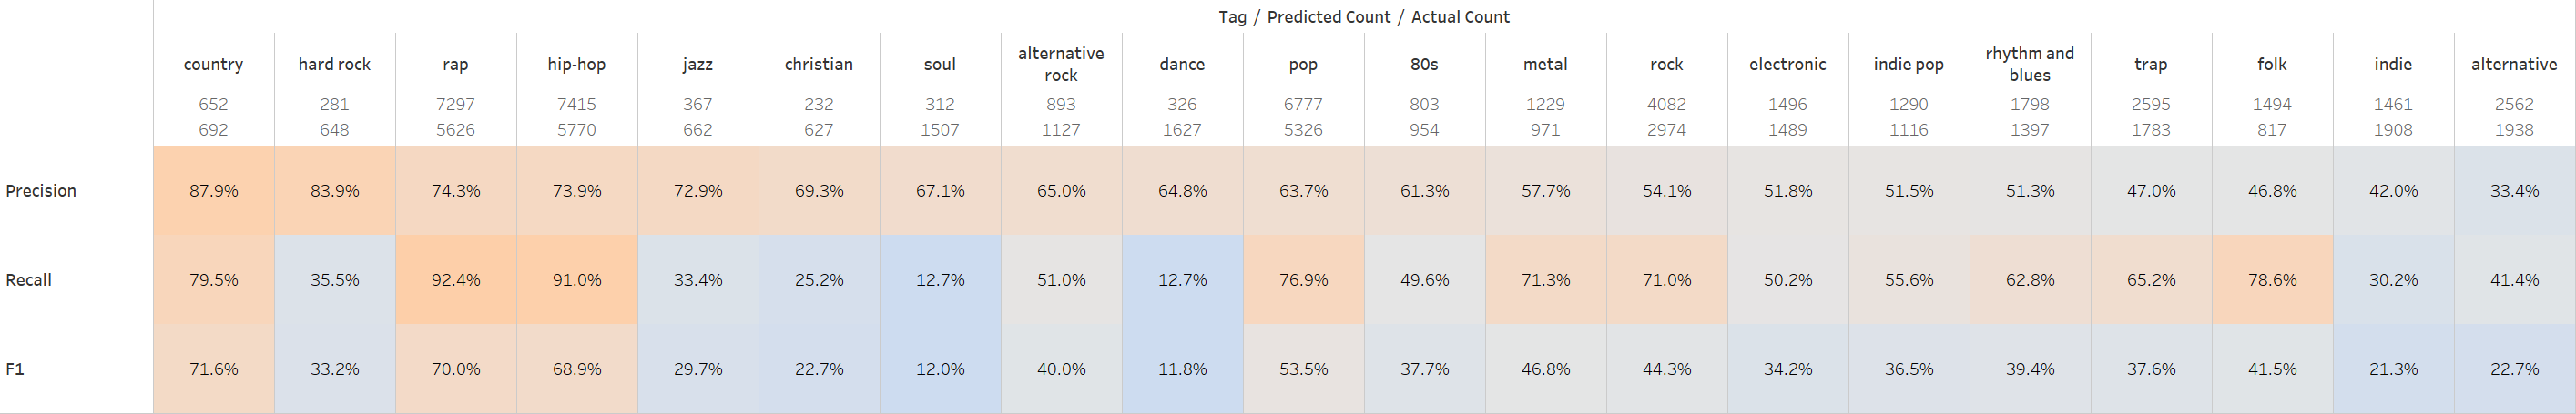 Tag / Predicted Count / Actual Count
country hard rock rap hip-hop jazz christian soul alternative rock dance pop 80s metal rock electronic indie pop rhythm and blues trap folk indie alternative
652 281 7297 7415 367 232 312 893 326 6777 803 1229 4082 1496 1290 1798 2595 1494 1461 2562
692 648 5626 5770 662 627 1507 1127 1627 5326 954 971 2974 1489 1116 1397 1783 817 1908 1938
Precision 87.9% 83.9% 74.3% 73.9% 72.9% 69.3% 67.1% 65.0% 64.8% 63.7% 61.3% 57.7% 54.1% 51.8% 51.5% 51.3% 47.0% 46.8% 42.0% 33.4%
Recall 79.5% 35.5% 92.4% 91.0% 33.4% 25.2% 12.7% 51.0% 12.7% 76.9% 49.6% 71.3% 71.0% 50.2% 55.6% 62.8% 65.2% 78.6% 30.2% 41.4%
F1 71.6% 33.2% 70.0% 68.9% 29.7% 22.7% 12.0% 40.0% 11.8% 53.5% 37.7% 46.8% 44.3% 34.2% 36.5% 39.4% 37.6% 41.5% 21.3% 22.7%